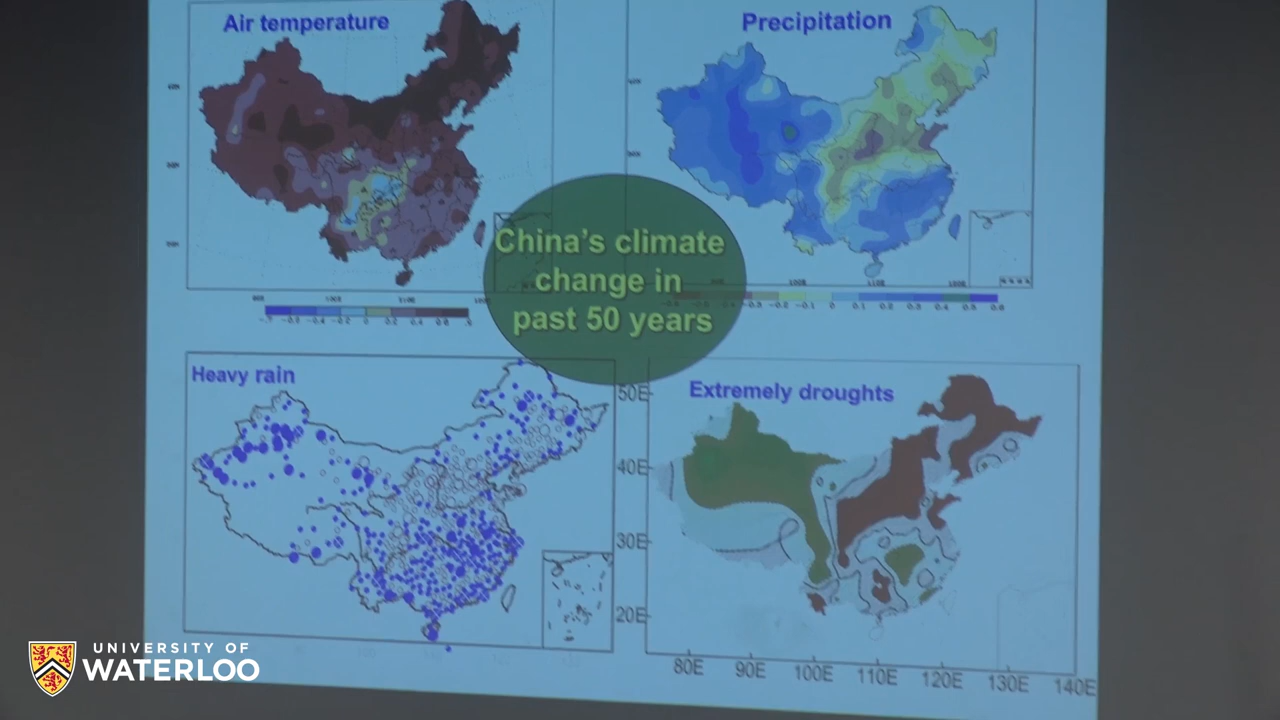 Air temperature
Precipitation
China's climate
change in
past 50 years
Heavy rain
Extremely droughts
50E
40E
30E
20E
80E
90E
100E
110E
120E
130E
140E
UNIVERSITY OF
WATERLOO